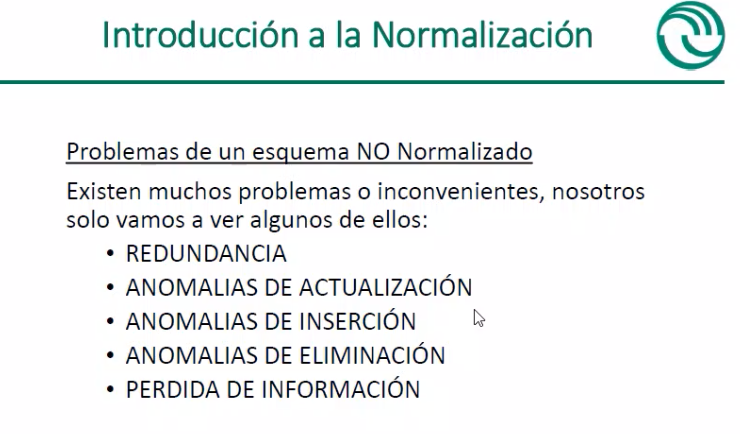 Introducción a la Normalización
Problemas de un esquema NO Normalizado
Existen muchos problemas o inconvenientes, nosotros
solo vamos a ver algunos de ellos:
• REDUNDANCIA
• ANOMALIAS DE ACTUALIZACIÓN
• ANOMALIAS DE INSERCIÓN
• ANOMALIAS DE ELIMINACIÓN
• PERDIDA DE INFORMACIÓN